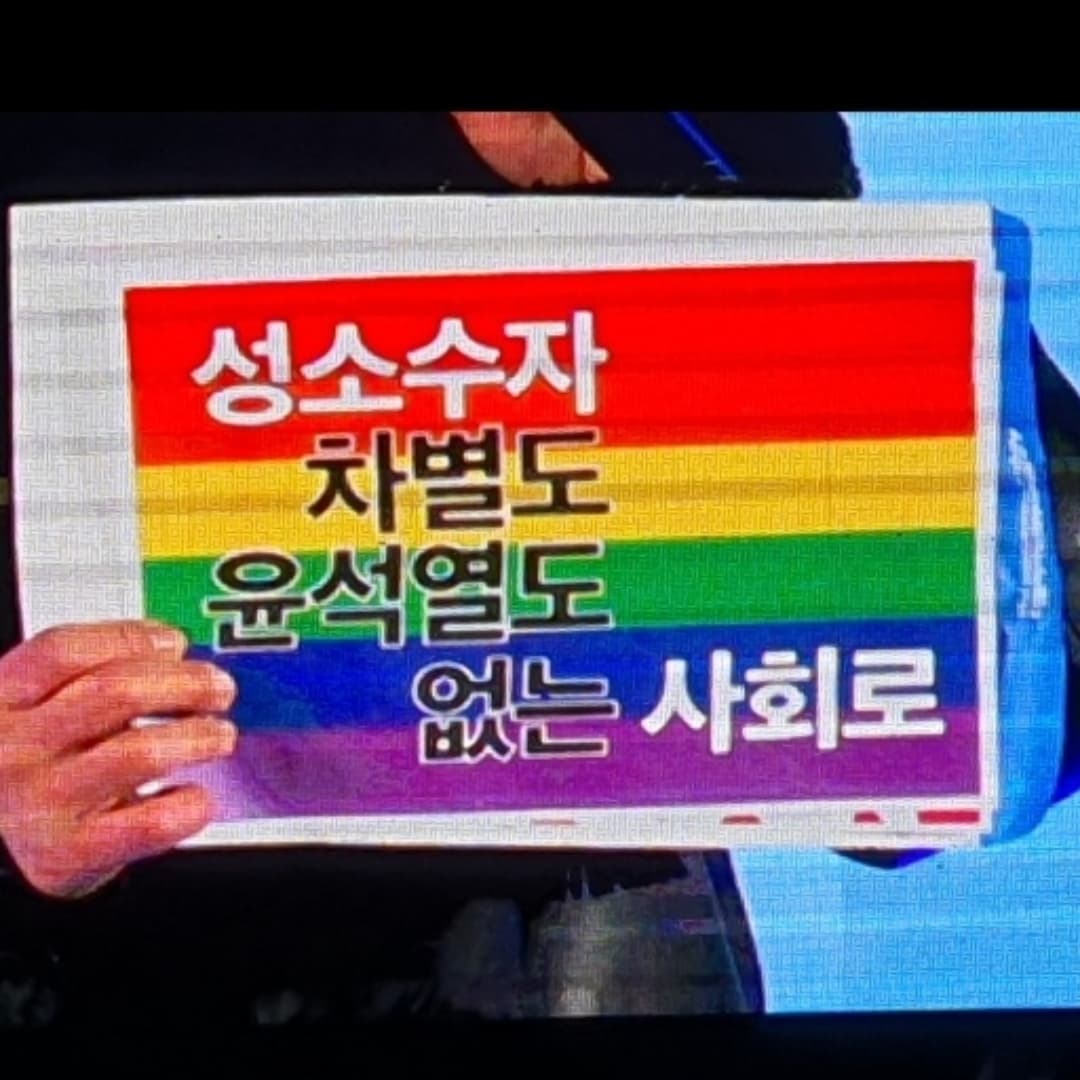 성소수자
차별도
윤석열도
없는 사회로